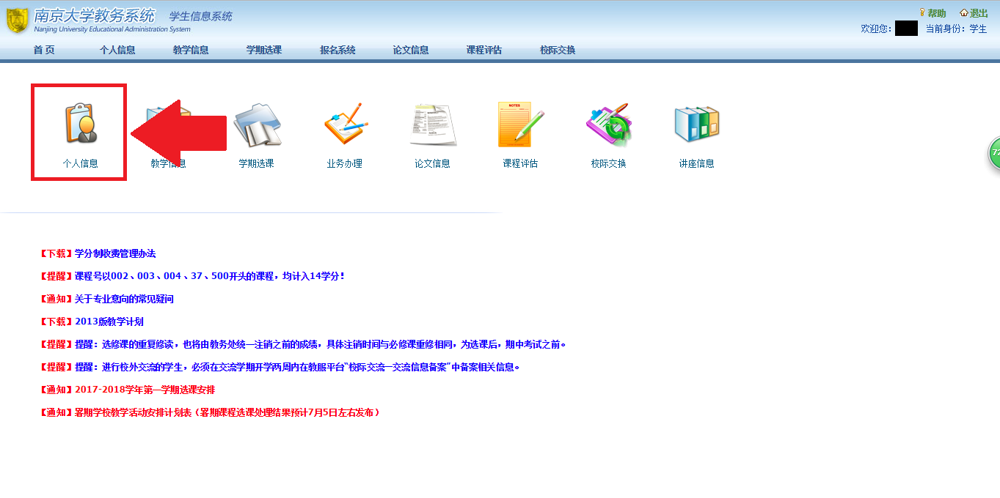 南京大学教务系统 学生信息系统
Nanjing University Educational Administration System
帮助 退出
欢迎您: 当前身份: 学生
首 页 个人信息 教学信息 学期选课 报名系统 论文信息 课程评估 校际交换
NOTES
个人信息 教学信息 学期选课 业务办理 论文信息 课程评估 校际交换 讲座信息
72
【下载】学分制收费管理办法
【提醒】课程号以002、003、004、37、500开头的课程，均计入14学分！
【通知】关于专业意向的常见疑问
【下载】2013版教学计划
【提醒】提醒：选修课的重复修读，也将由教务处统一注销之前的成绩，具体注销时间与必修课重修相同，为选课后，期中考试之前。
【提醒】提醒：进行校外交流的学生，必须在交流学期开学两周内在教服平台“校际交流—交流信息备案”中备案相关信息。
【通知】2017-2018学年第一学期选课安排
【通知】暑期学校教学活动安排计划表（暑期课程选课处理结果预计7月5日左右发布）